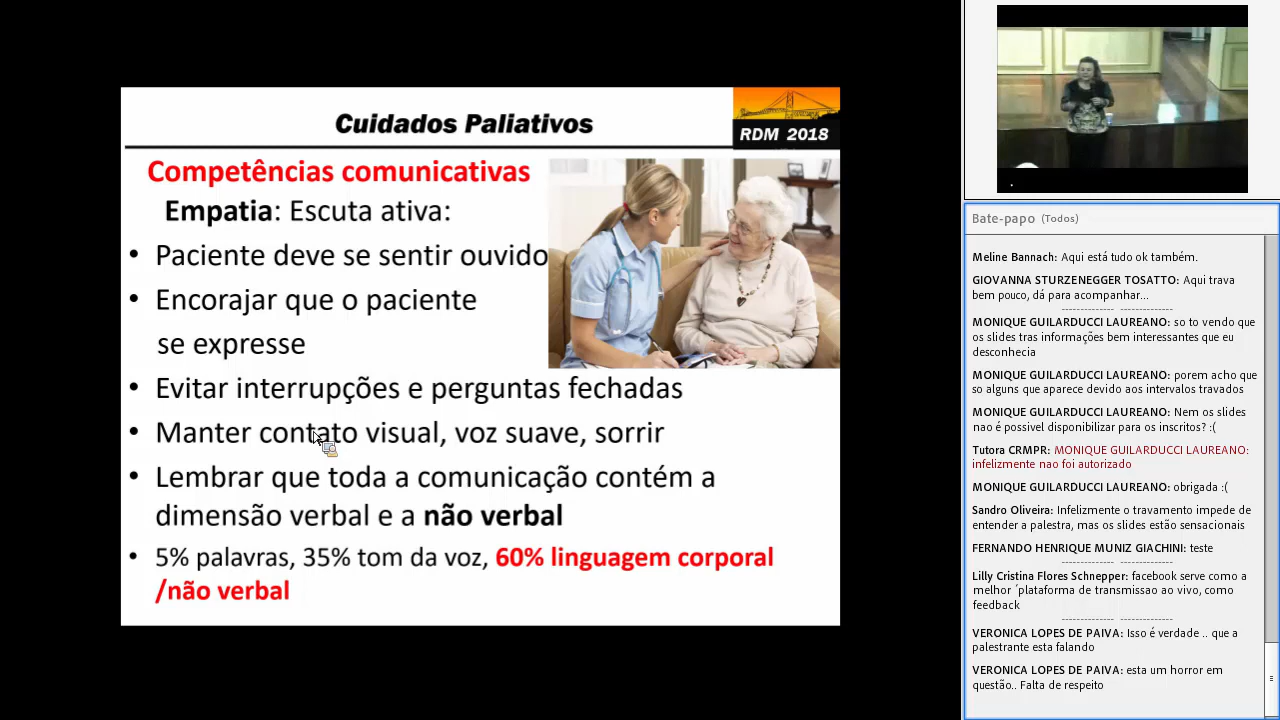 Cuidados Paliativos
RDM 2018
Competências comunicativas
Empatia: Escuta ativa:
• Paciente deve se sentir ouvido
• Encorajar que o paciente
se expresse
• Evitar interrupções e perguntas fechadas
• Manter contato visual, voz suave, sorrir
• Lembrar que toda a comunicação contém a
dimensão verbal e a não verbal
• 5% palavras, 35% tom da voz, 60% linguagem corporal
/não verbal
Bate-papo (Todos)
Meline Bannach: Aqui está tudo ok também.
GIOVANNA STURZENEGGER TOSATTO: Aqui trava
bem pouco, dá para acompanhar...
-------------- --------------
MONIQUE GUILARDUCCI LAUREANO: so to vendo que
os slides tras informações bem interessantes que eu
desconhecia
MONIQUE GUILARDUCCI LAUREANO: porem acho que
so alguns que aparece devido aos intervalos travados
MONIQUE GUILARDUCCI LAUREANO: Nem os slides
nao é possivel disponibilizar para os inscritos? :(
Tutora CRMPR: MONIQUE GUILARDUCCI LAUREANO:
infelizmente nao foi autorizado
MONIQUE GUILARDUCCI LAUREANO: obrigada :(
Sandro Oliveira: Infelizmente o travamento impede de
entender a palestra, mas os slides estão sensacionais
FERNANDO HENRIQUE MUNIZ GIACHINI: teste
-------------- --------------
Lilly Cristina Flores Schnepper: facebook serve como a
melhor ´plataforma de transmissao ao vivo, como
feedback
-------------- --------------
VERONICA LOPES DE PAIVA: Isso é verdade .. que a
palestrante esta falando
VERONICA LOPES DE PAIVA: esta um horror em
questão.. Falta de respeito